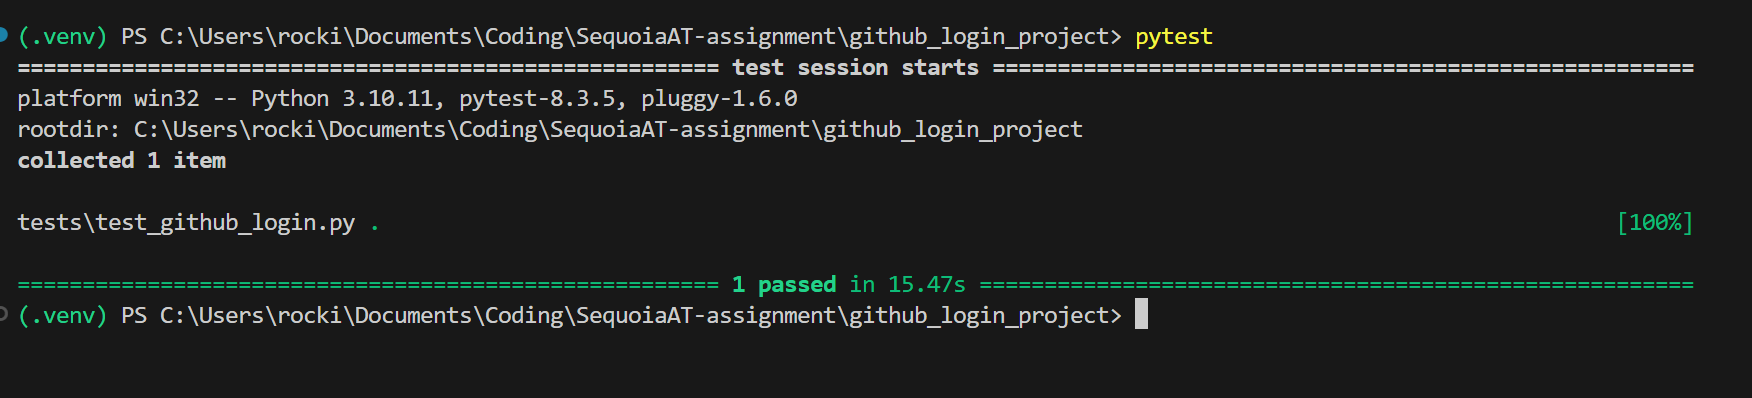 (.venv) PS C:\Users\rocki\Documents\Coding\SequoiaAT-assignment\github_login_project> pytest
====================================================== test session starts ======================================================
platform win32 -- Python 3.10.11, pytest-8.3.5, pluggy-1.6.0
rootdir: C:\Users\rocki\Documents\Coding\SequoiaAT-assignment\github_login_project
collected 1 item
tests\test_github_login.py . [100%]
====================================================== 1 passed in 15.47s =======================================================
(.venv) PS C:\Users\rocki\Documents\Coding\SequoiaAT-assignment\github_login_project>